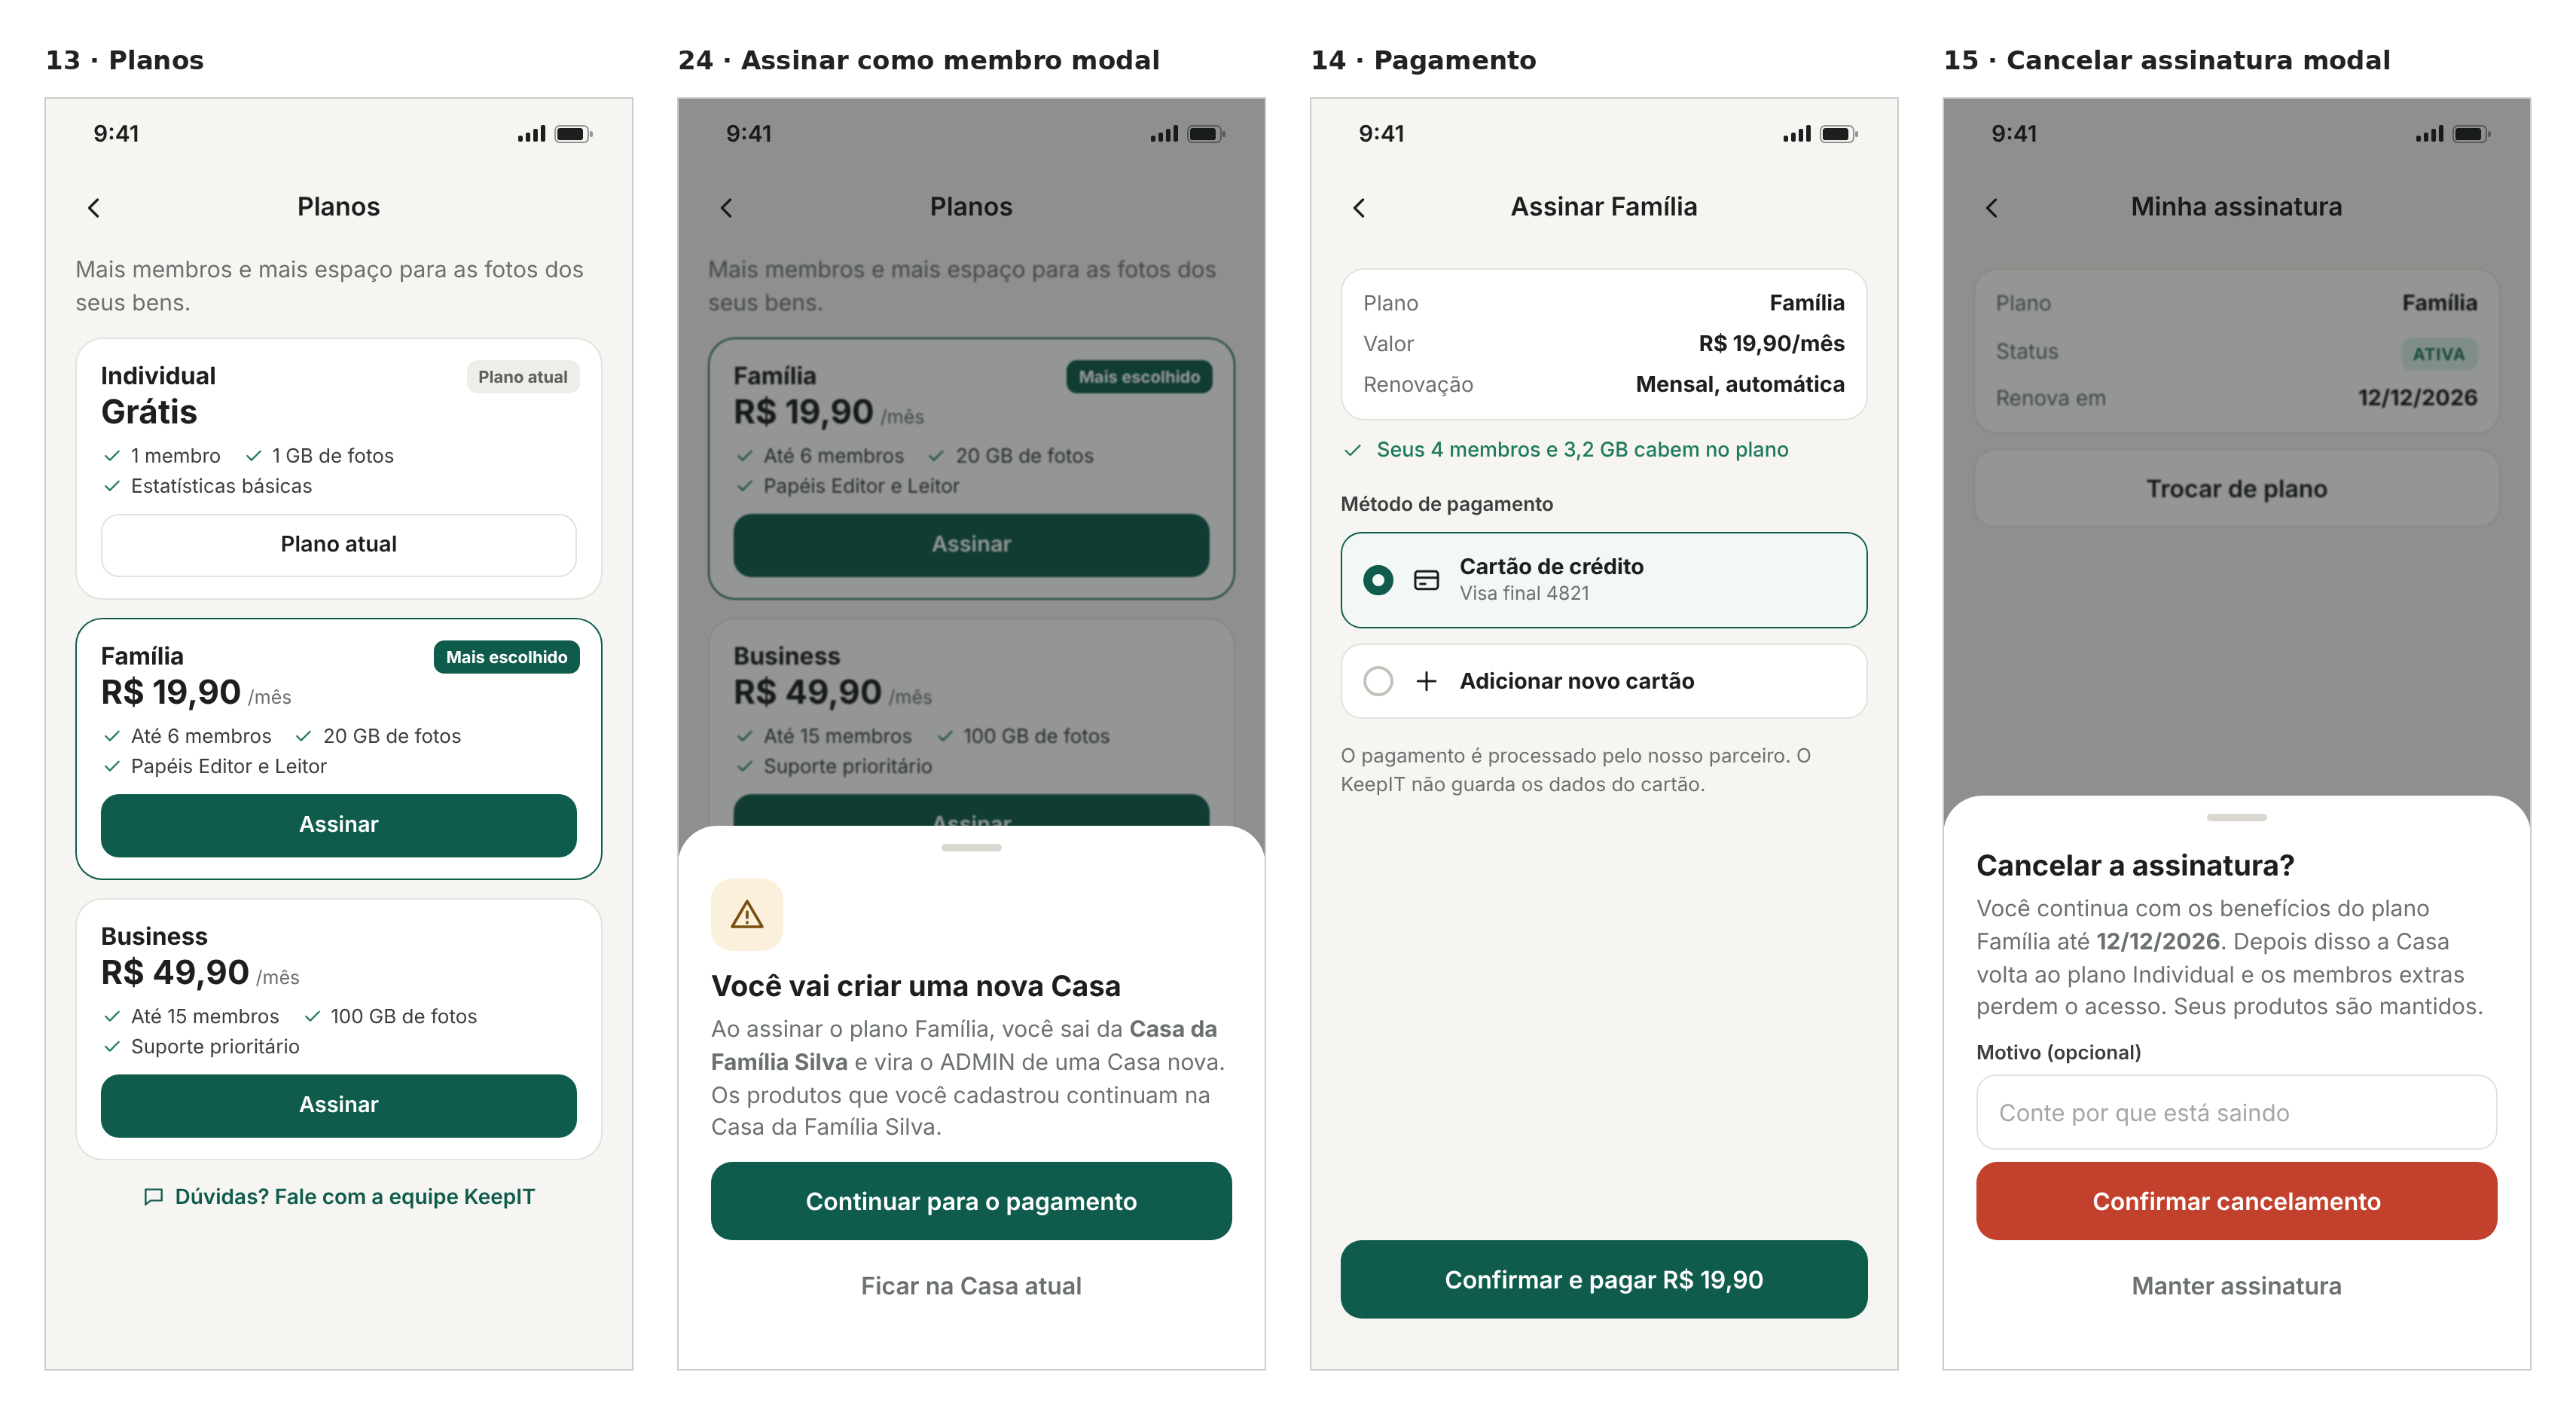 13 · Planos
9:41
Planos
Mais membros e mais espaço para as fotos dos
seus bens.
Individual
Plano atual
Grátis
1 membro
1 GB de fotos
Estatísticas básicas
Plano atual
Família
Mais escolhido
R$ 19,90 /mês
Até 6 membros
20 GB de fotos
Papéis Editor e Leitor
Assinar
Business
R$ 49,90 /mês
Até 15 membros
100 GB de fotos
Suporte prioritário
Assinar
Dúvidas? Fale com a equipe KeepIT
24 · Assinar como membro modal
9:41
Planos
Mais membros e mais espaço para as fotos dos
seus bens.
Família
Mais escolhido
R$ 19,90 /mês
Até 6 membros
20 GB de fotos
Papéis Editor e Leitor
Assinar
Business
R$ 49,90 /mês
Até 15 membros
100 GB de fotos
Suporte prioritário
Assinar
Você vai criar uma nova Casa
Ao assinar o plano Família, você sai da Casa da
Família Silva e vira o ADMIN de uma Casa nova.
Os produtos que você cadastrou continuam na
Casa da Família Silva.
Continuar para o pagamento
Ficar na Casa atual
14 · Pagamento
9:41
Assinar Família
Plano Família
Valor R$ 19,90/mês
Renovação Mensal, automática
Seus 4 membros e 3,2 GB cabem no plano
Método de pagamento
Cartão de crédito
Visa final 4821
Adicionar novo cartão
O pagamento é processado pelo nosso parceiro. O
KeepIT não guarda os dados do cartão.
Confirmar e pagar R$ 19,90
15 · Cancelar assinatura modal
9:41
Minha assinatura
Plano Família
Status ATIVA
Renova em 12/12/2026
Trocar de plano
Cancelar a assinatura?
Você continua com os benefícios do plano
Família até 12/12/2026. Depois disso a Casa
volta ao plano Individual e os membros extras
perdem o acesso. Seus produtos são mantidos.
Motivo (opcional)
Conte por que está saindo
Confirmar cancelamento
Manter assinatura